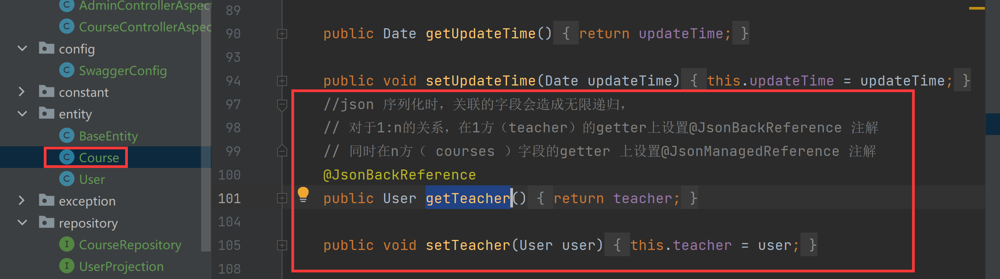 AdminControllerAspect
CourseControllerAspec
config
SwaggerConfig
constant
entity
BaseEntity
Course
User
exception
repository
CourseRepository
UserProjection
89
90 public Date getUpdateTime() { return updateTime; }
93
94 public void setUpdateTime(Date updateTime) { this.updateTime = updateTime; }
97 //json 序列化时，关联的字段会造成无限递归，
98 // 对于1:n的关系，在1方（teacher）的getter上设置@JsonBackReference 注解
99 // 同时在n方（ courses ）字段的getter 上设置@JsonManagedReference 注解
100 @JsonBackReference
101 public User getTeacher() { return teacher; }
104
105 public void setTeacher(User user) { this.teacher = user; }
108